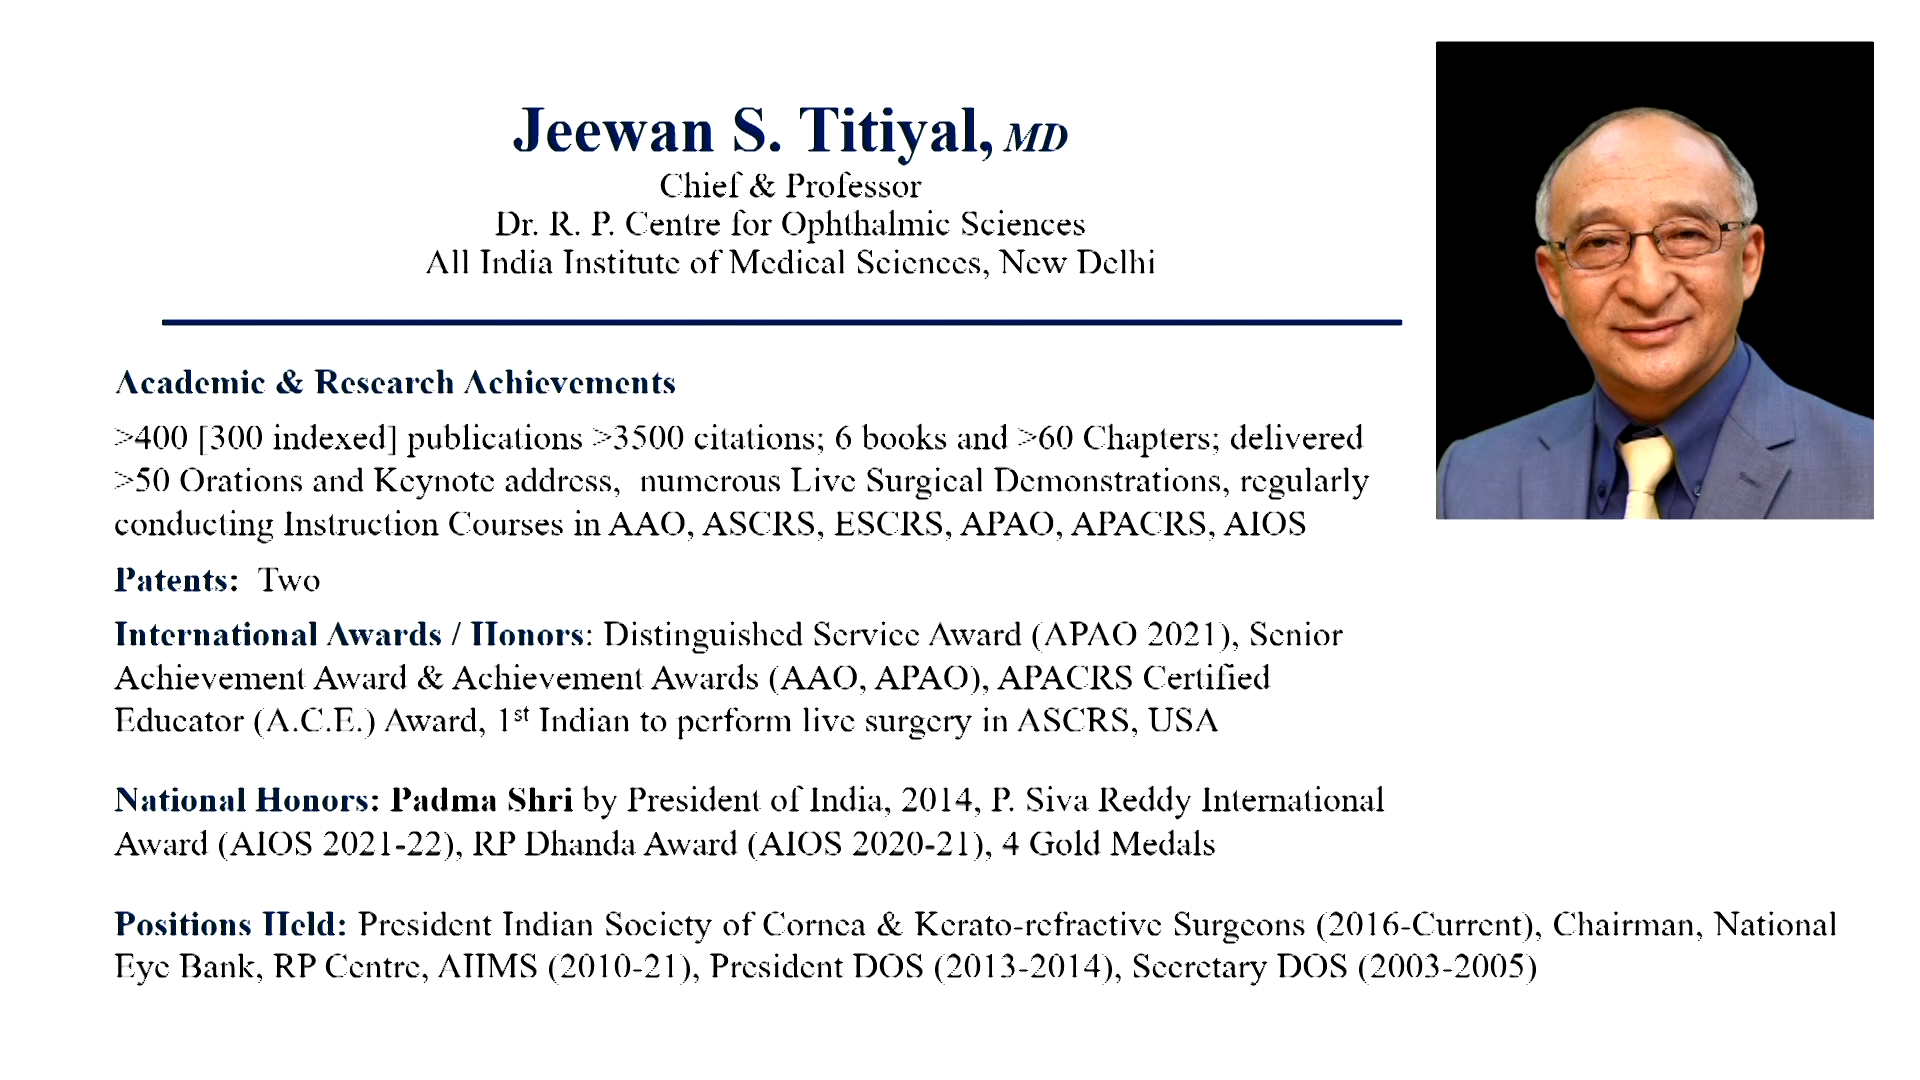 Jeewan S. Titiyal, MD
Chief & Professor
Dr. R. P. Centre for Ophthalmic Sciences
All India Institute of Medical Sciences, New Delhi
Academic & Research Achievements
>400 [300 indexed] publications >3500 citations; 6 books and >60 Chapters; delivered
>50 Orations and Keynote address,  numerous Live Surgical Demonstrations, regularly
conducting Instruction Courses in AAO, ASCRS, ESCRS, APAO, APACRS, AIOS
Patents:  Two
International Awards / Honors: Distinguished Service Award (APAO 2021), Senior
Achievement Award & Achievement Awards (AAO, APAO), APACRS Certified
Educator (A.C.E.) Award, 1st Indian to perform live surgery in ASCRS, USA
National Honors: Padma Shri by President of India, 2014, P. Siva Reddy International
Award (AIOS 2021-22), RP Dhanda Award (AIOS 2020-21), 4 Gold Medals
Positions Held: President Indian Society of Cornea & Kerato-refractive Surgeons (2016-Current), Chairman, National
Eye Bank, RP Centre, AIIMS (2010-21), President DOS (2013-2014), Secretary DOS (2003-2005)